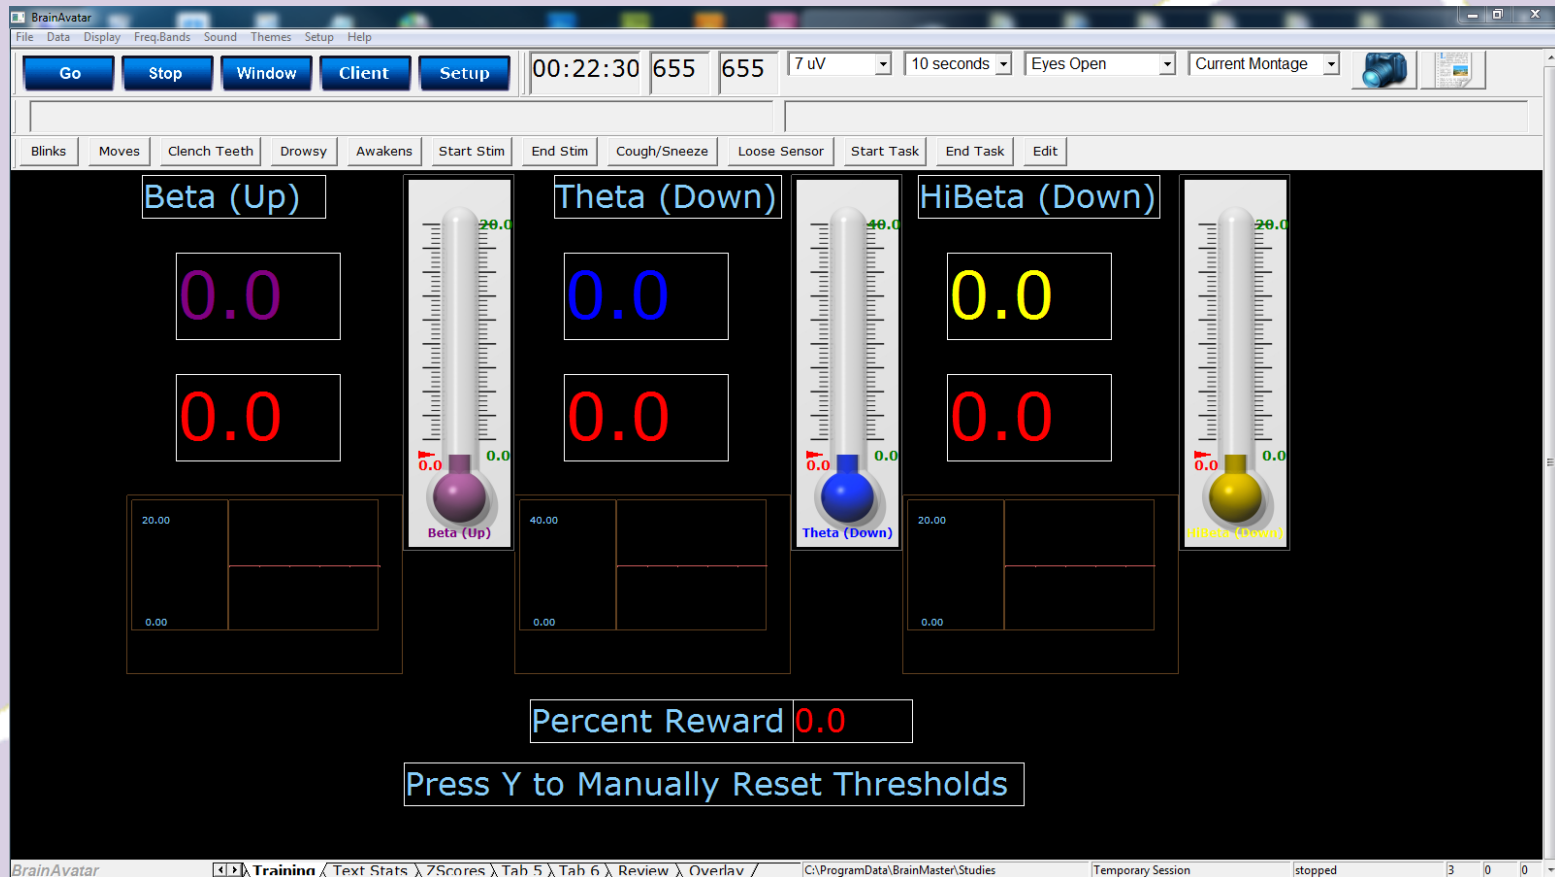 BrainAvatar
File Data Display Freq.Bands Sound Themes Setup Help
Go Stop Window Client Setup 00:22:30 655 655 7 uV 10 seconds Eyes Open Current Montage
Blinks Moves Clench Teeth Drowsy Awakens Start Stim End Stim Cough/Sneeze Loose Sensor Start Task End Task Edit
Beta (Up) Theta (Down) HiBeta (Down)
20.0 40.0 20.0
0.0 0.0 0.0
0.0 0.0 0.0
0.0 0.0 0.0
0.0 0.0 0.0
Beta (Up) Theta (Down) HiBeta (Down)
20.00 40.00 20.00
0.00 0.00 0.00
Percent Reward 0.0
Press Y to Manually Reset Thresholds
BrainAvatar Training Text Stats ZScores Tab 5 Tab 6 Review Overlay C:\ProgramData\BrainMaster\Studies Temporary Session stopped 3 0 0